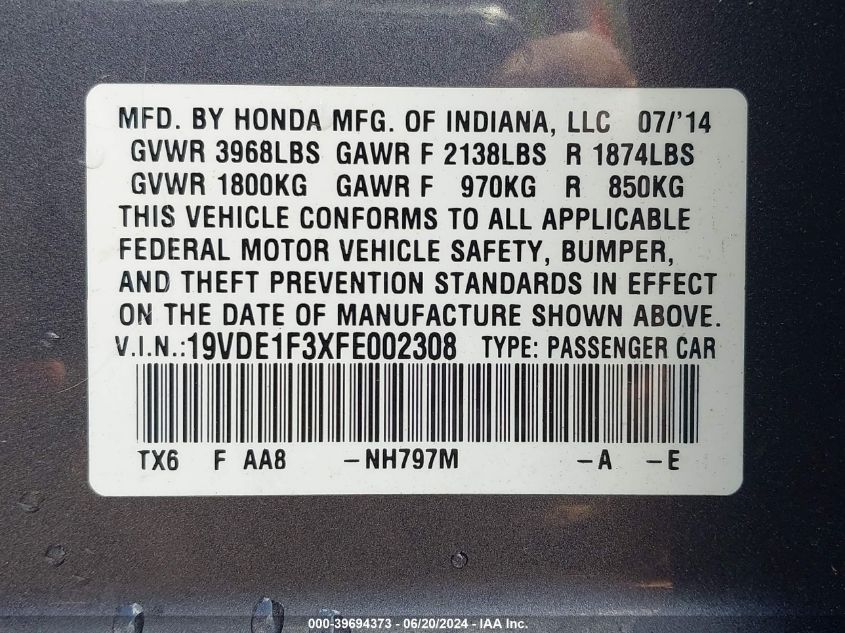 MFD. BY HONDA MFG. OF INDIANA, LLC 07/'14
GVWR 3968LBS GAWR F 2138LBS R 1874LBS
GVWR 1800KG GAWR F 970KG R 850KG
THIS VEHICLE CONFORMS TO ALL APPLICABLE
FEDERAL MOTOR VEHICLE SAFETY, BUMPER,
AND THEFT PREVENTION STANDARDS IN EFFECT
ON THE DATE OF MANUFACTURE SHOWN ABOVE.
V.I.N.:19VDE1F3XFE002308 TYPE: PASSENGER CAR
TX6 F AA8 -NH797M -A -E
000-39694373 - 06/20/2024 - IAA Inc.